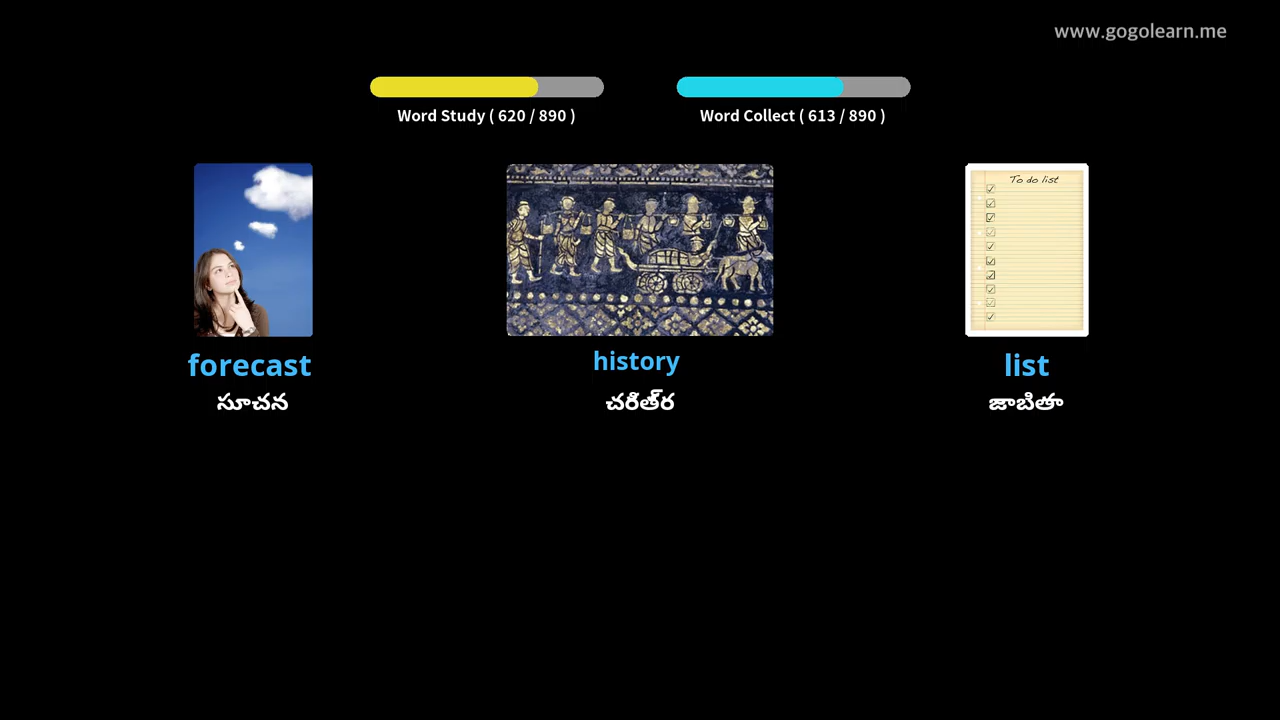 www.gogolearn.me
Word Study ( 620 / 890 )
Word Collect ( 613 / 890 )
To do list
forecast
history
list
సూచన
చరిత్ర
జాబితా